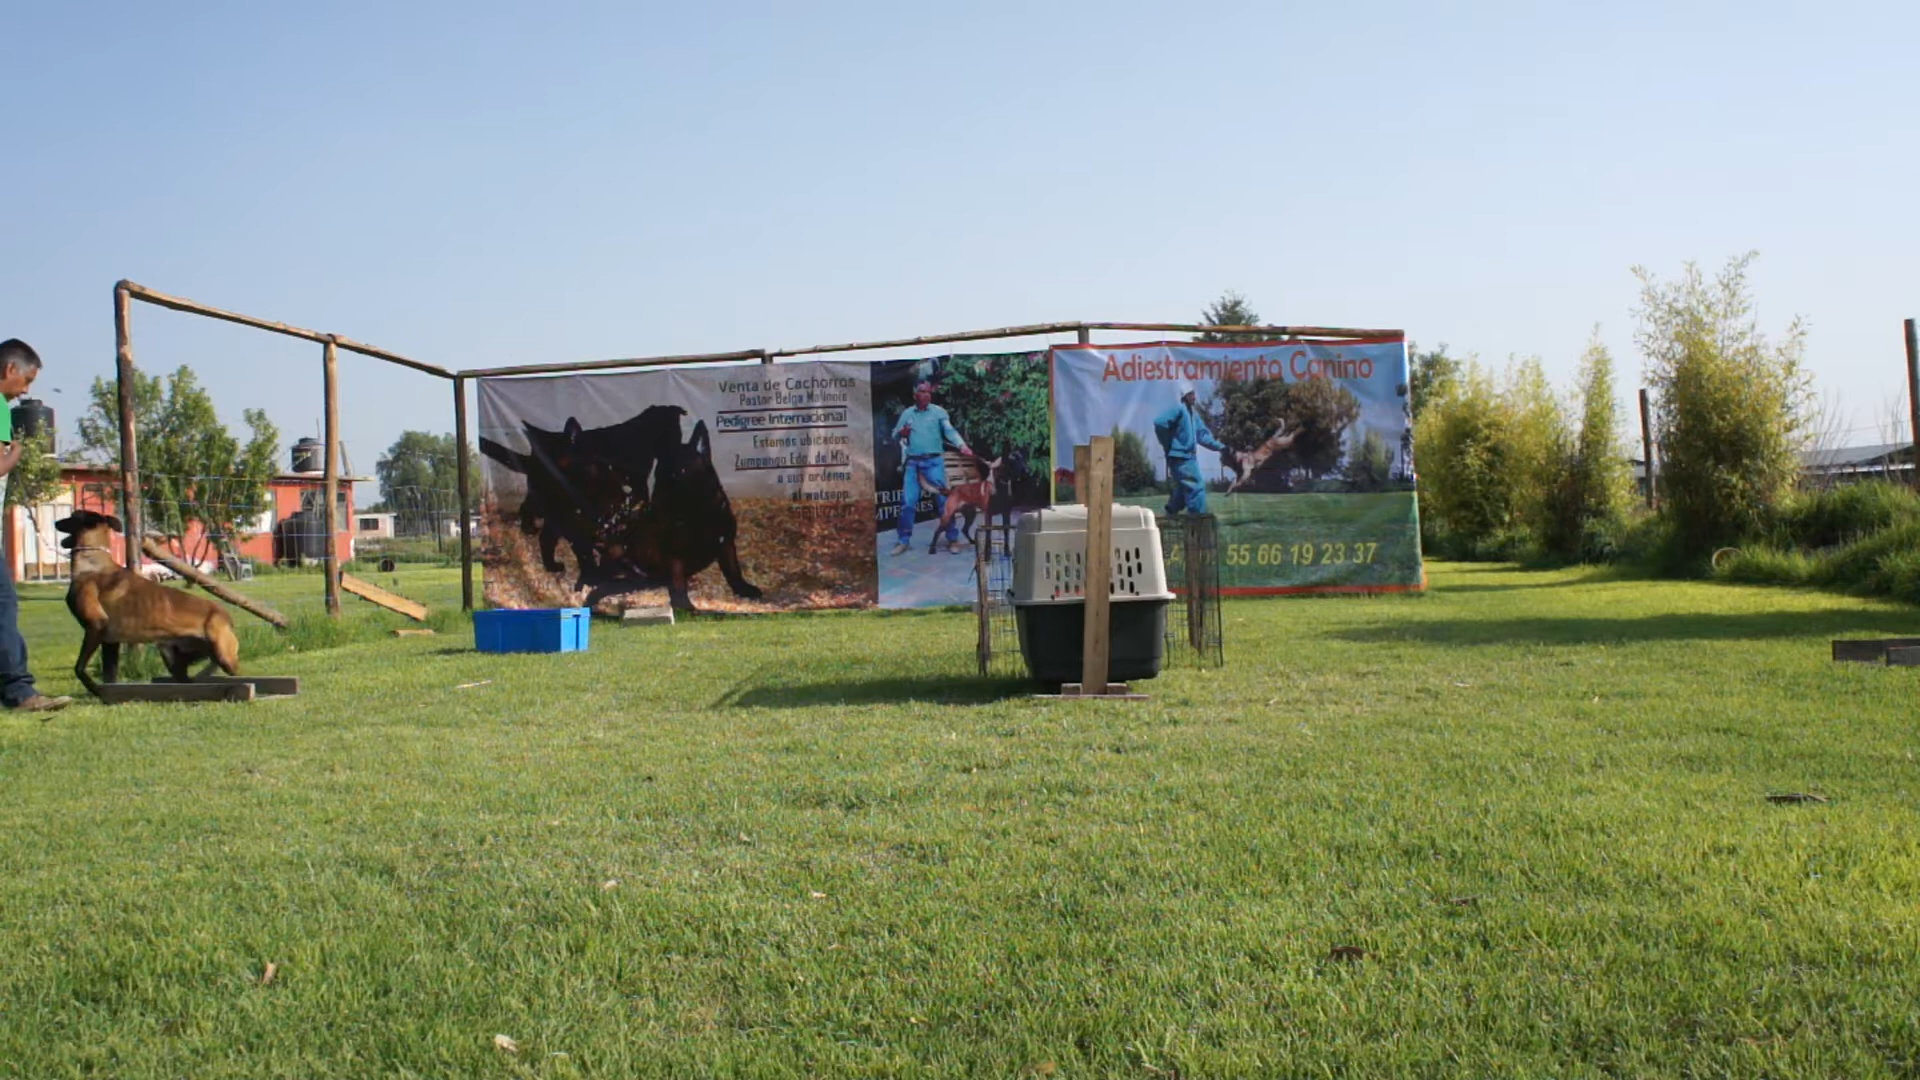 Venta de Cachorros
Pastor Belga Malinois
Pedigree Internacional
Estamos ubicados:
Zumpango Edo. de Méx
a sus ordenes
al watsapp:
Adiestramiento Canino
55 66 19 23 37